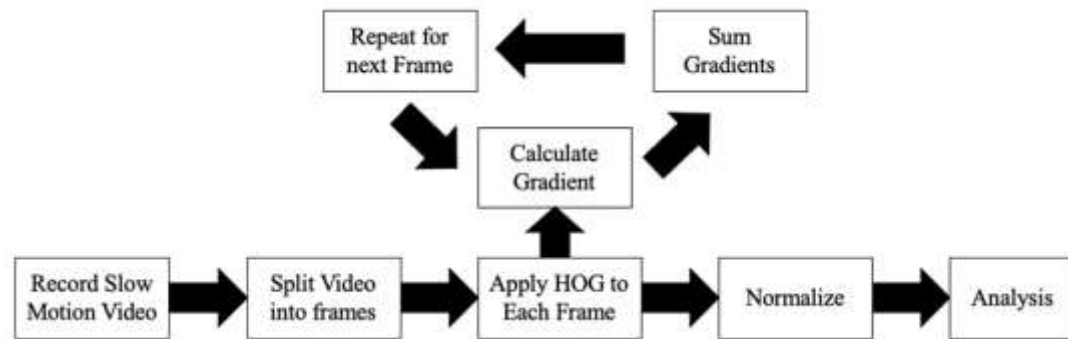 Repeat for
next Frame
Sum
Gradients
Calculate
Gradient
Record Slow
Motion Video
Split Video
into frames
Apply HOG to
Each Frame
Normalize
Analysis